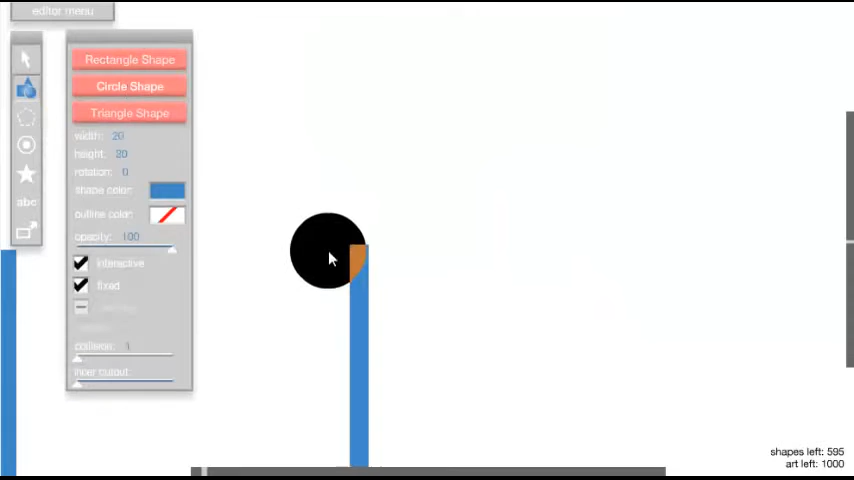 editor menu
Rectangle Shape
Circle Shape
Triangle Shape
width: 20
height: 20
rotation: 0
shape color:
outline color:
opacity: 100
interactive
fixed
collision: 1
inner cutout:
abc
shapes left: 595
art left: 1000